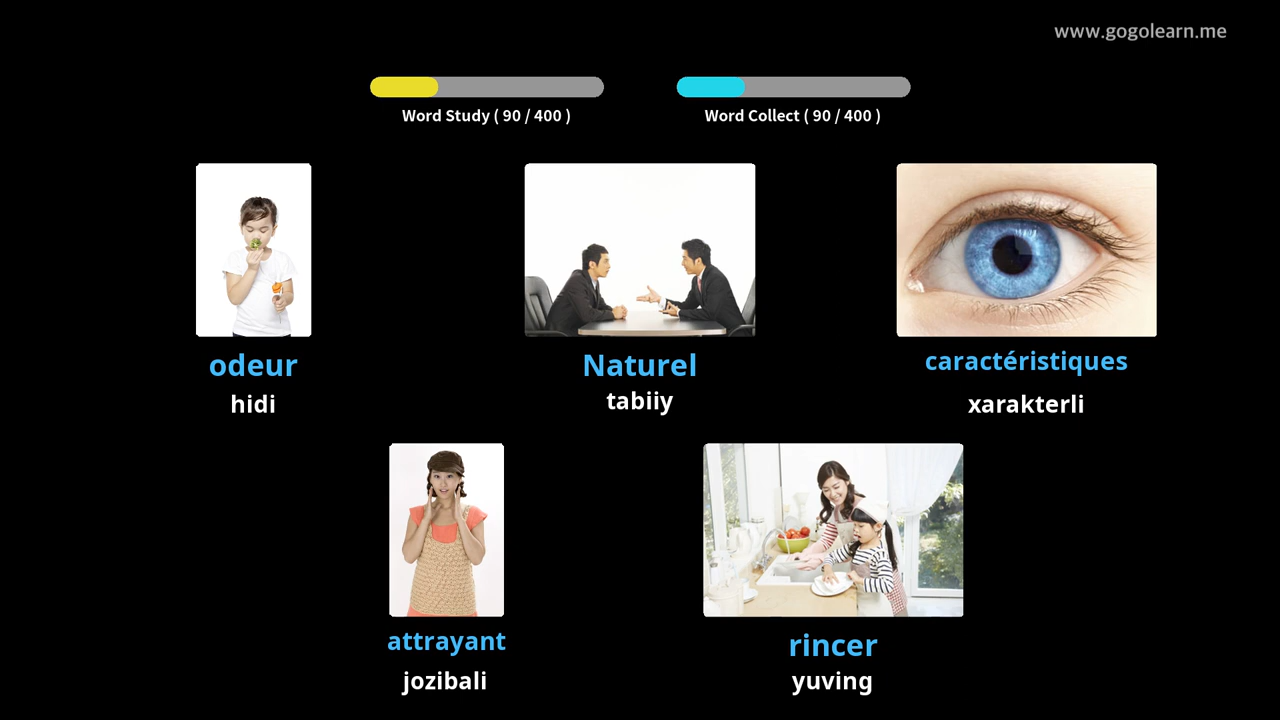 www.gogolearn.me
Word Study ( 90 / 400 )
Word Collect ( 90 / 400 )
odeur
hidi
Naturel
tabiiy
caractéristiques
xarakterli
attrayant
jozibali
rincer
yuving